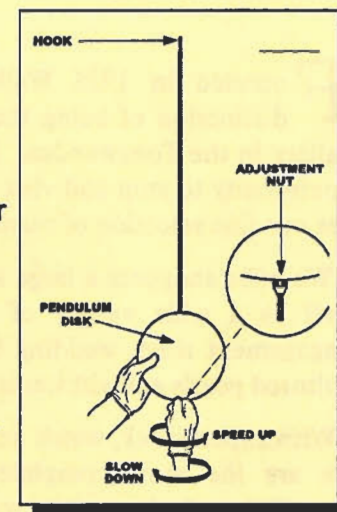 HOOK
ADJUSTMENT
NUT
PENDULUM
DISK
SPEED UP
SLOW
DOWN